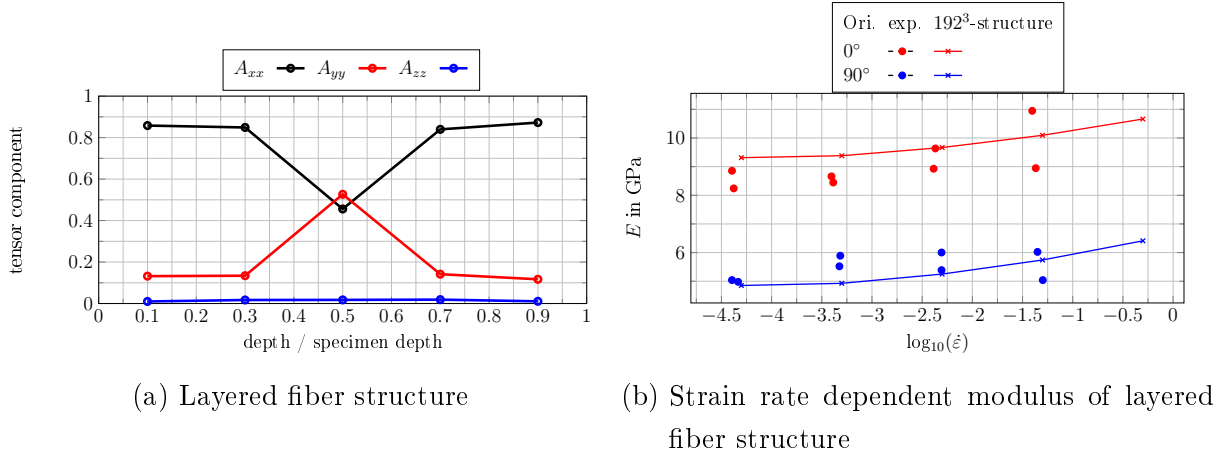 A_xx A_yy A_zz
tensor component
1
0.8
0.6
0.4
0.2
0
0 0.1 0.2 0.3 0.4 0.5 0.6 0.7 0.8 0.9 1
depth / specimen depth
(a) Layered fiber structure
Ori. exp. 192³-structure
0°
90°
E in GPa
10
8
6
−4.5 −4 −3.5 −3 −2.5 −2 −1.5 −1 −0.5 0
log₁₀(ε̇)
(b) Strain rate dependent modulus of layered
fiber structure